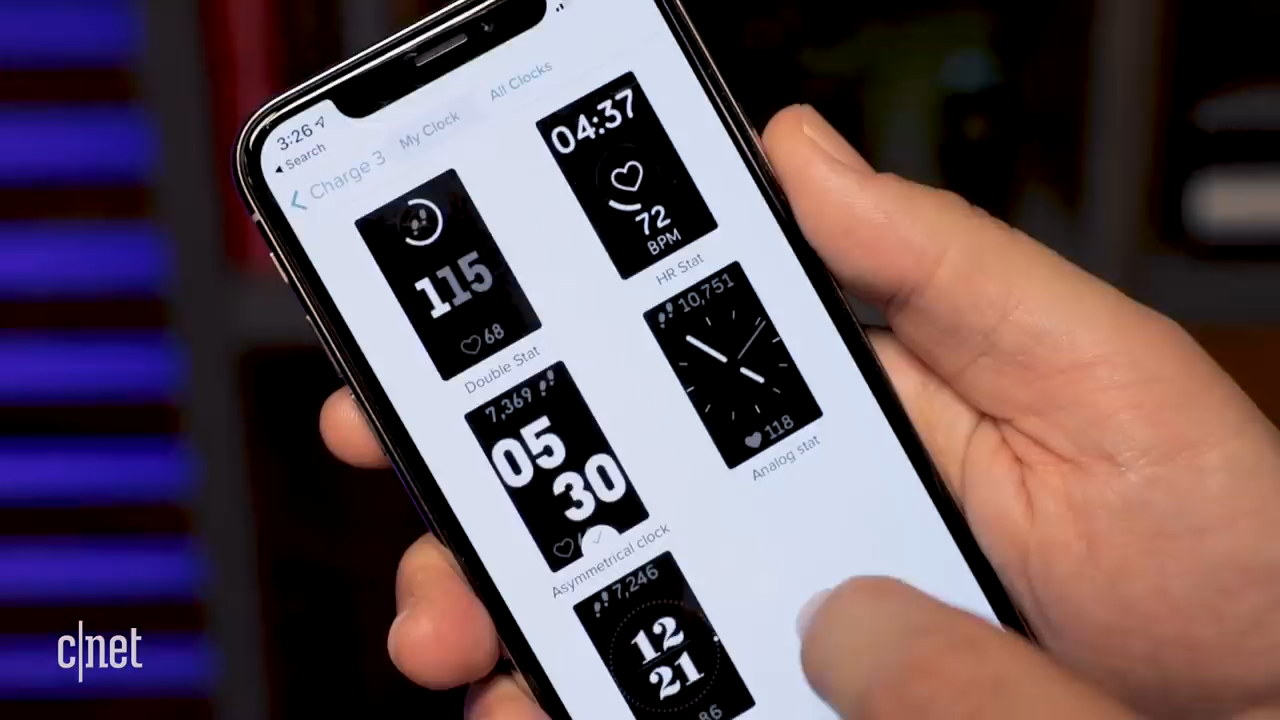 3:26
Search
Charge 3
My Clock
All Clocks
115
68
Double Stat
04:37
72
BPM
HR Stat
7,369
05
30
Asymmetrical clock
10,751
118
Analog stat
7,246
12
21
86
c|net